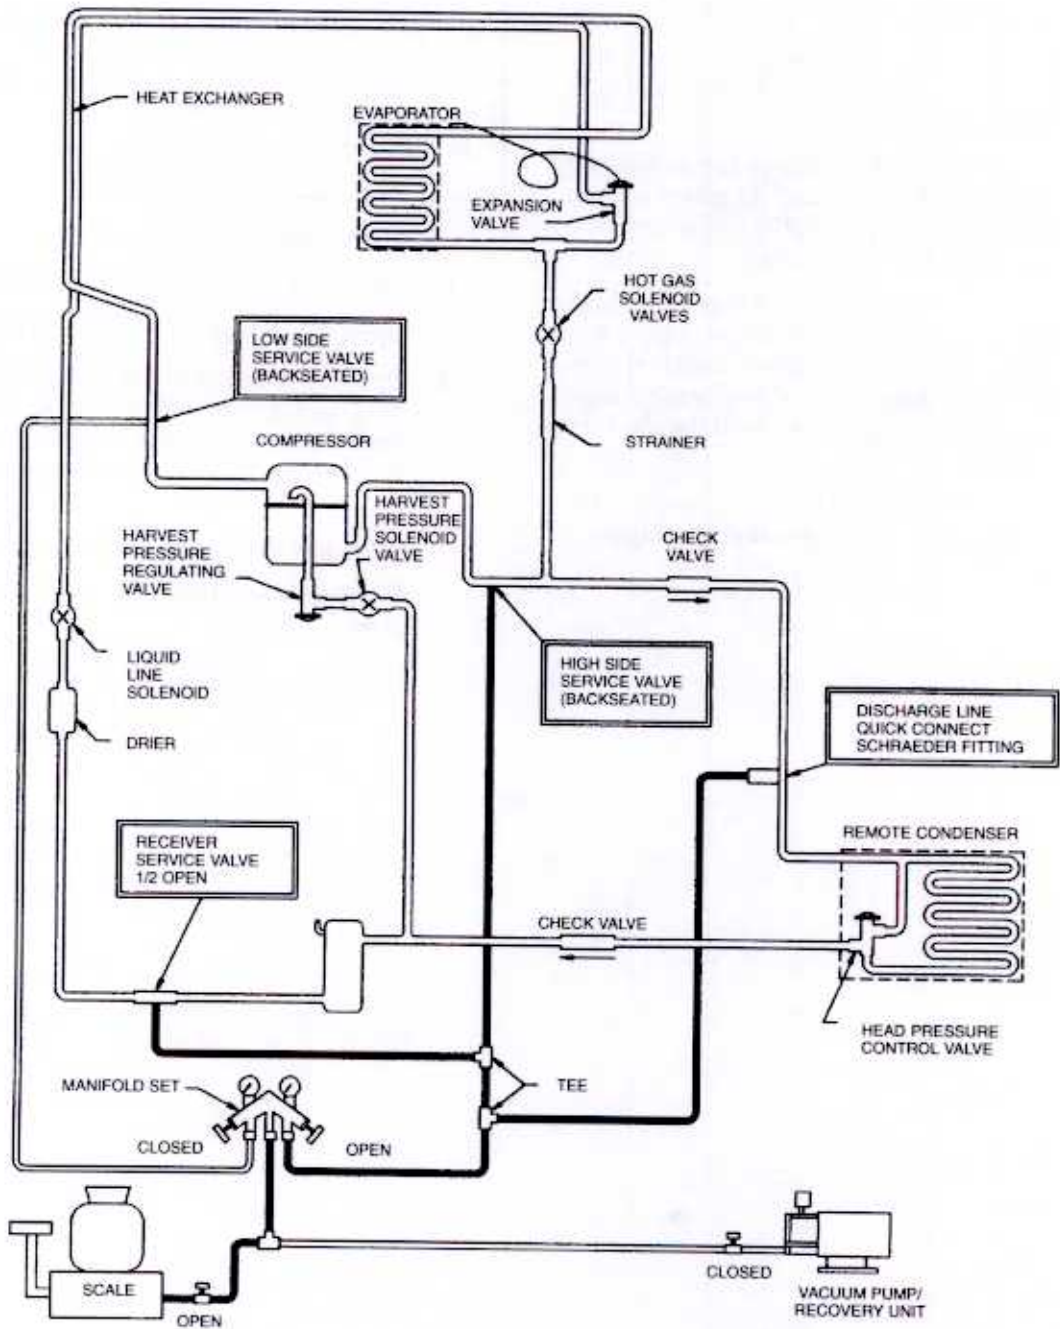 HEAT EXCHANGER
EVAPORATOR
EXPANSION
VALVE
HOT GAS
SOLENOID
VALVES
LOW SIDE
SERVICE VALVE
(BACKSEATED)
COMPRESSOR
STRAINER
HARVEST
PRESSURE
SOLENOID
VALVE
HARVEST
PRESSURE
REGULATING
VALVE
CHECK
VALVE
LIQUID
LINE
SOLENOID
HIGH SIDE
SERVICE VALVE
(BACKSEATED)
DISCHARGE LINE
QUICK CONNECT
SCHRAEDER FITTING
DRIER
RECEIVER
SERVICE VALVE
1/2 OPEN
REMOTE CONDENSER
CHECK VALVE
HEAD PRESSURE
CONTROL VALVE
MANIFOLD SET
TEE
CLOSED
OPEN
SCALE
OPEN
CLOSED
VACUUM PUMP/
RECOVERY UNIT